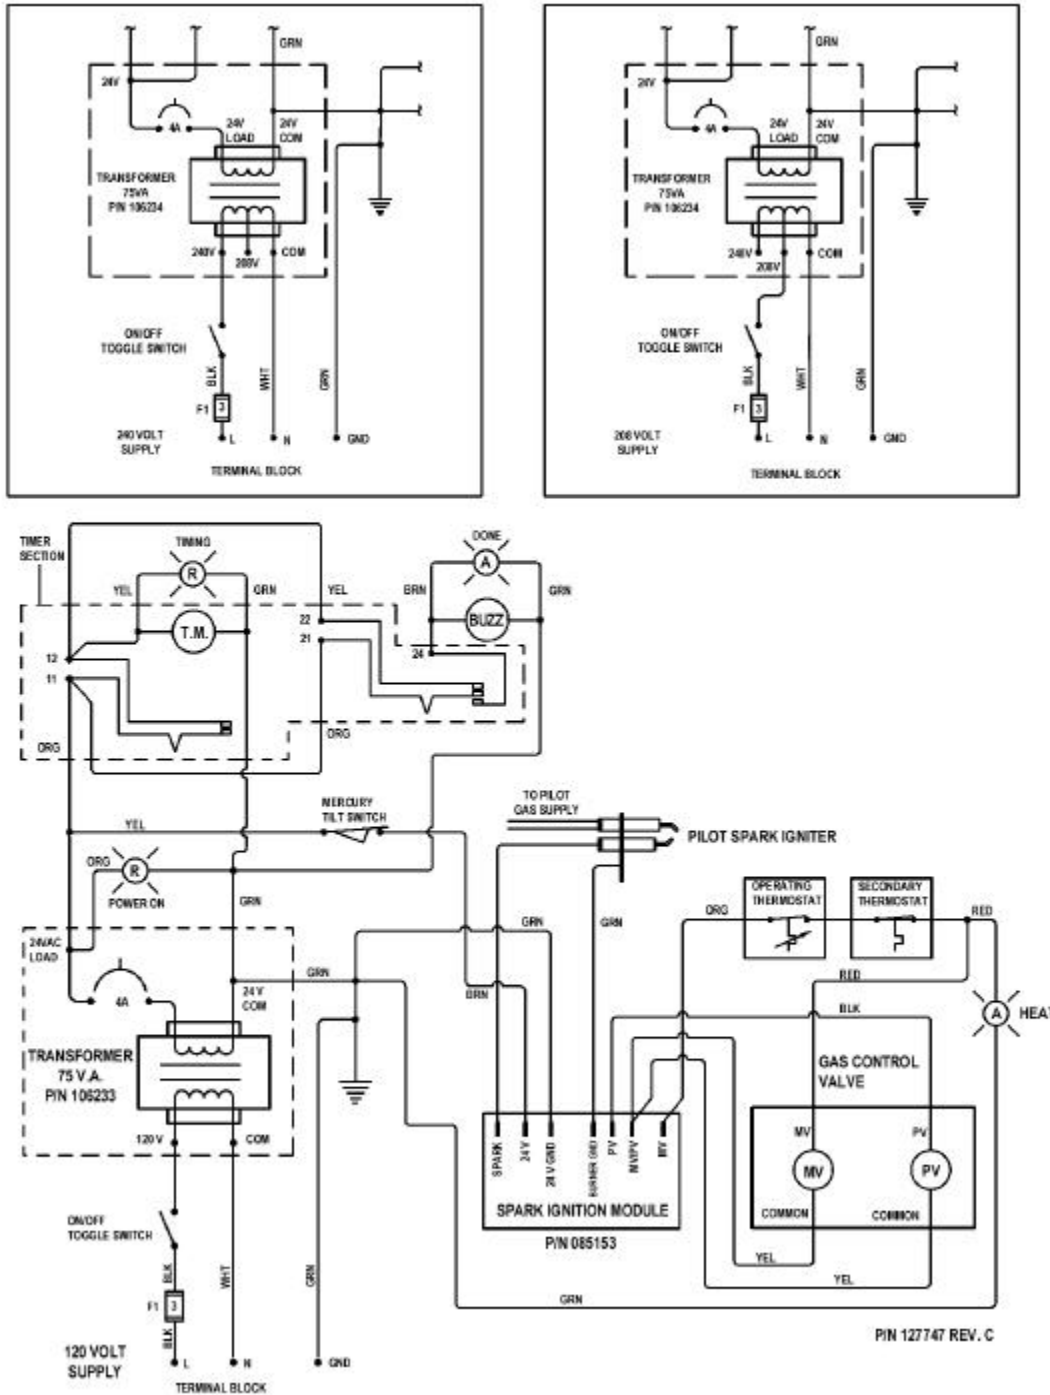 GRN
24V
4A
24V
LOAD
24V
COM
TRANSFORMER
75VA
P/N 106234
240V
208V
COM
ON/OFF
TOGGLE SWITCH
BLK
WHT
GRN
F1
3
240 VOLT
SUPPLY
L
N
GND
TERMINAL BLOCK
GRN
24V
4A
24V
LOAD
24V
COM
TRANSFORMER
75VA
P/N 106234
240V
208V
COM
ON/OFF
TOGGLE SWITCH
BLK
WHT
GRN
F1
3
208 VOLT
SUPPLY
L
N
GND
TERMINAL BLOCK
TIMER
SECTION
TIMING
R
YEL
GRN
T.M.
YEL
DONE
A
BRN
GRN
BUZZ
22
21
24
12
11
ORG
ORG
YEL
MERCURY
TILT SWITCH
TO PILOT
GAS SUPPLY
PILOT SPARK IGNITER
ORG
R
POWER ON
GRN
GRN
GRN
ORG
OPERATING
THERMOSTAT
SECONDARY
THERMOSTAT
RED
24VAC
LOAD
4A
24 V
COM
GRN
BRN
RED
BLK
A
HEAT
TRANSFORMER
75 V.A.
P/N 106233
120 V
COM
GAS CONTROL
VALVE
SPARK
24 V
24 V GND
BURNER GND
PV
MV/PV
MV
SPARK IGNITION MODULE
P/N 085153
MV
PV
MV
PV
COMMON
COMMON
YEL
YEL
GRN
ON/OFF
TOGGLE SWITCH
BLK
WHT
GRN
F1
3
BLK
120 VOLT
SUPPLY
L
N
GND
TERMINAL BLOCK
P/N 127747 REV. C